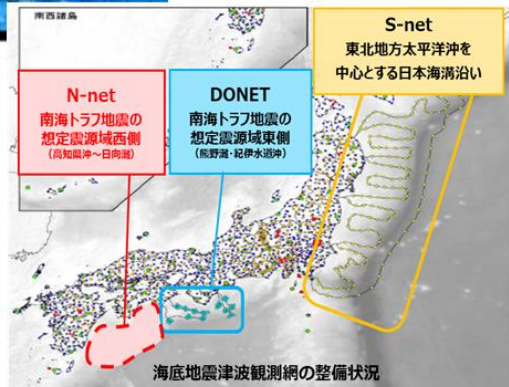 南西諸島
S-net
東北地方太平洋沖を
中心とする日本海溝沿い
N-net
南海トラフ地震の
想定震源域西側
(高知県沖~日向灘)
DONET
南海トラフ地震の
想定震源域東側
(熊野灘・紀伊水道沖)
海底地震津波観測網の整備状況